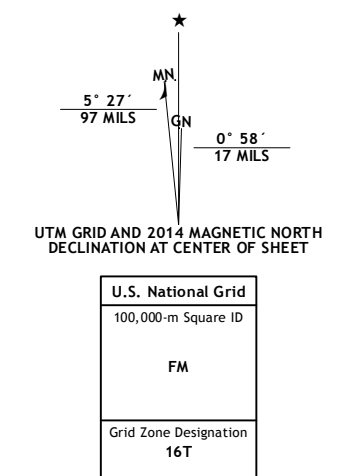 ★
MN
GN
5° 27´
97 MILS
0° 58´
17 MILS
UTM GRID AND 2014 MAGNETIC NORTH
DECLINATION AT CENTER OF SHEET
U.S. National Grid
100,000-m Square ID
FM
Grid Zone Designation
16T